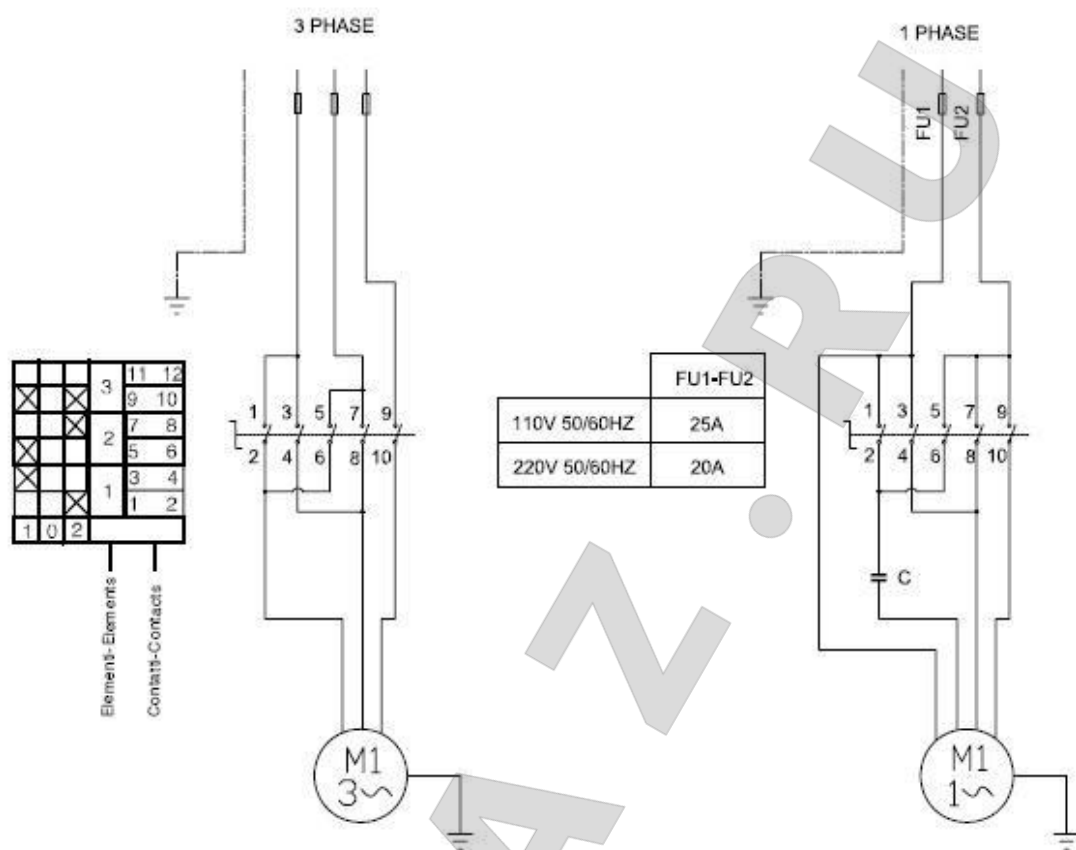 3 PHASE
1 PHASE
FU1
FU2
11 12
3
9 10
7 8
2
5 6
3 4
1
1 2
1 0 2
Elementi-Elements
Contatti-Contacts
1 3 5 7 9
2 4 6 8 10
FU1-FU2
110V 50/60HZ 25A
220V 50/60HZ 20A
1 3 5 7 9
2 4 6 8 10
C
M1
3~
M1
1~
AZ.RU